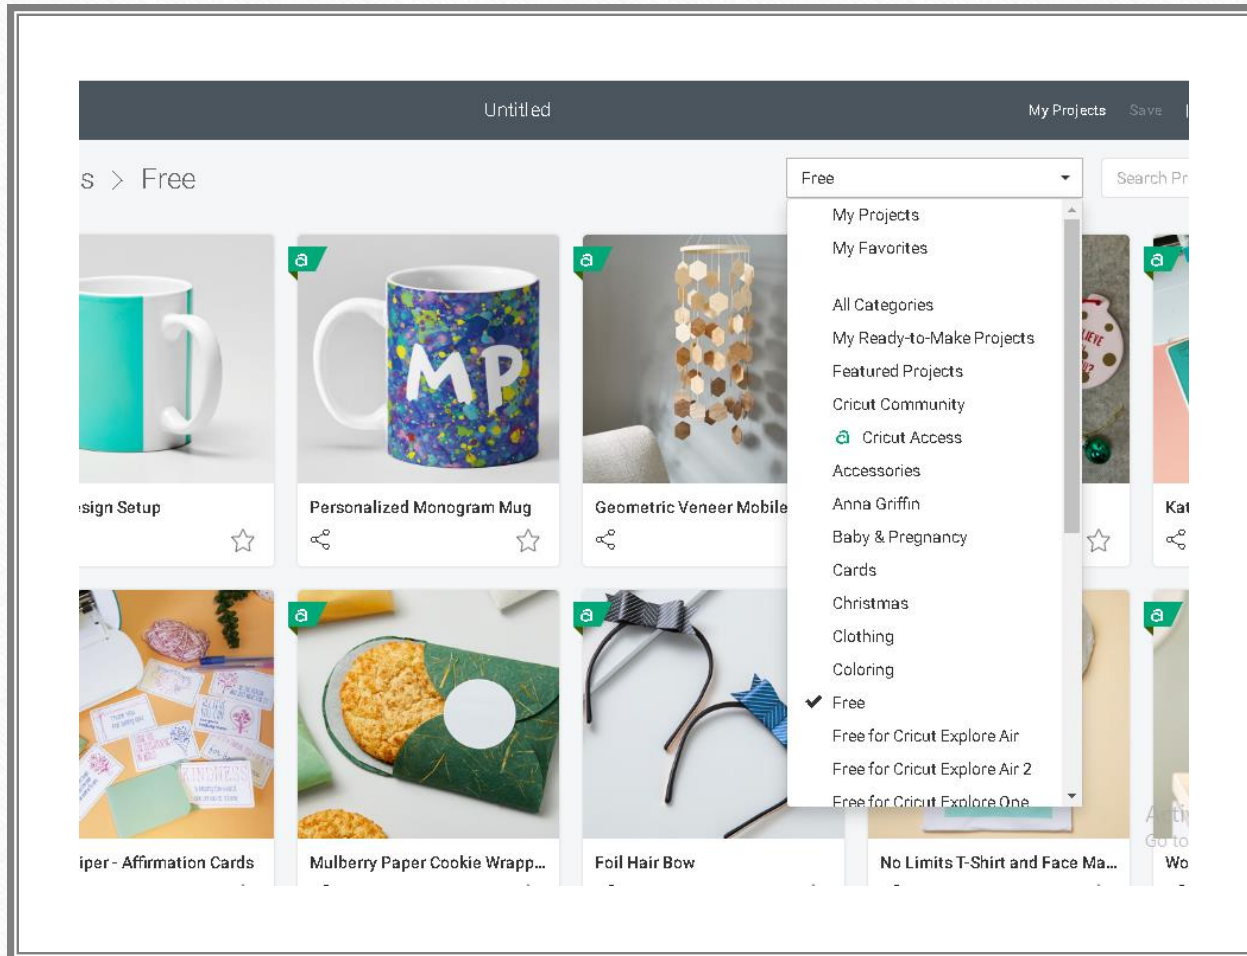 Untitled
My Projects Save
s > Free
Free
Search Pr
My Projects
My Favorites
All Categories
My Ready-to-Make Projects
Featured Projects
Cricut Community
a Cricut Access
Accessories
Anna Griffin
Baby & Pregnancy
Cards
Christmas
Clothing
Coloring
Free
Free for Cricut Explore Air
Free for Cricut Explore Air 2
Free for Cricut Explore One
a
MP
a
a
sign Setup
Personalized Monogram Mug
Geometric Veneer Mobile
Kat
KINDNESS
a
a
a
iper - Affirmation Cards
Mulberry Paper Cookie Wrapp...
Foil Hair Bow
No Limits T-Shirt and Face Ma...
Wo
Go to